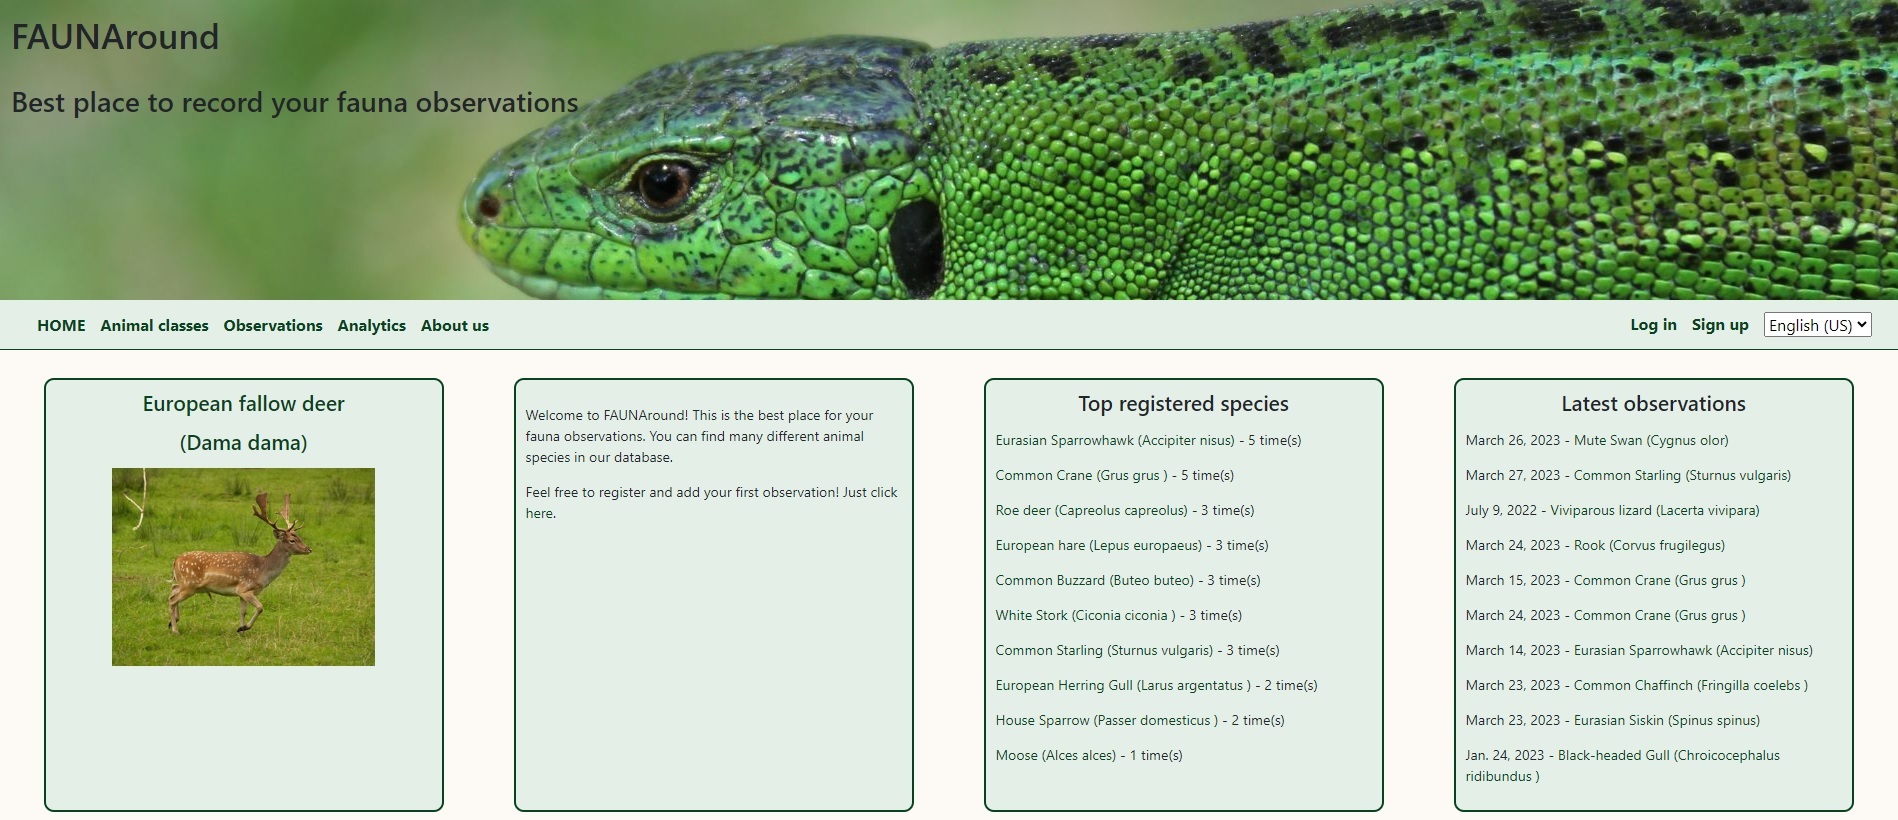 FAUNAround
Best place to record your fauna observations
HOME Animal classes Observations Analytics About us Log in Sign up English (US)
European fallow deer
(Dama dama)
Welcome to FAUNAround! This is the best place for your
fauna observations. You can find many different animal
species in our database.
Feel free to register and add your first observation! Just click
here.
Top registered species
Eurasian Sparrowhawk (Accipiter nisus) - 5 time(s)
Common Crane (Grus grus ) - 5 time(s)
Roe deer (Capreolus capreolus) - 3 time(s)
European hare (Lepus europaeus) - 3 time(s)
Common Buzzard (Buteo buteo) - 3 time(s)
White Stork (Ciconia ciconia ) - 3 time(s)
Common Starling (Sturnus vulgaris) - 3 time(s)
European Herring Gull (Larus argentatus ) - 2 time(s)
House Sparrow (Passer domesticus ) - 2 time(s)
Moose (Alces alces) - 1 time(s)
Latest observations
March 26, 2023 - Mute Swan (Cygnus olor)
March 27, 2023 - Common Starling (Sturnus vulgaris)
July 9, 2022 - Viviparous lizard (Lacerta vivipara)
March 24, 2023 - Rook (Corvus frugilegus)
March 15, 2023 - Common Crane (Grus grus )
March 24, 2023 - Common Crane (Grus grus )
March 14, 2023 - Eurasian Sparrowhawk (Accipiter nisus)
March 23, 2023 - Common Chaffinch (Fringilla coelebs )
March 23, 2023 - Eurasian Siskin (Spinus spinus)
Jan. 24, 2023 - Black-headed Gull (Chroicocephalus
ridibundus )